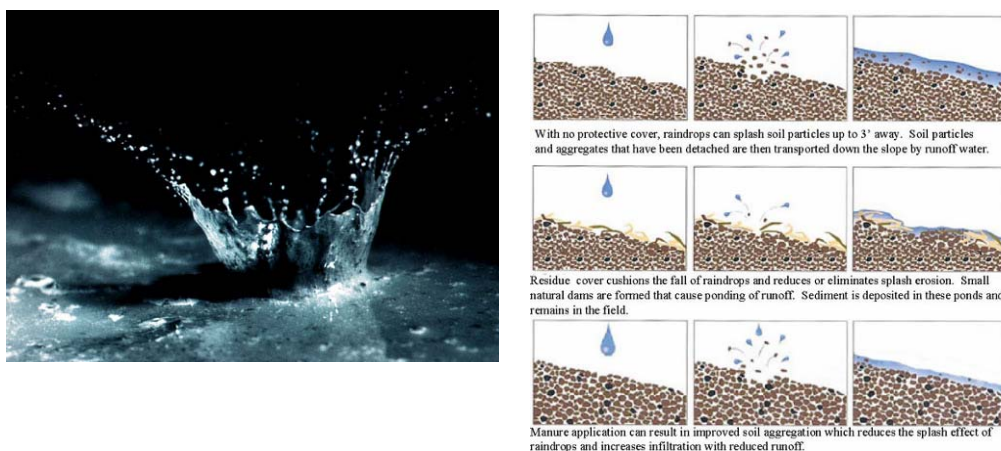 With no protective cover, raindrops can splash soil particles up to 3' away.  Soil particles
and aggregates that have been detached are then transported down the slope by runoff water.
Residue cover cushions the fall of raindrops and reduces or eliminates splash erosion.  Small
natural dams are formed that cause ponding of runoff.  Sediment is deposited in these ponds and
remains in the field.
Manure application can result in improved soil aggregation which reduces the splash effect of
raindrops and increases infiltration with reduced runoff.